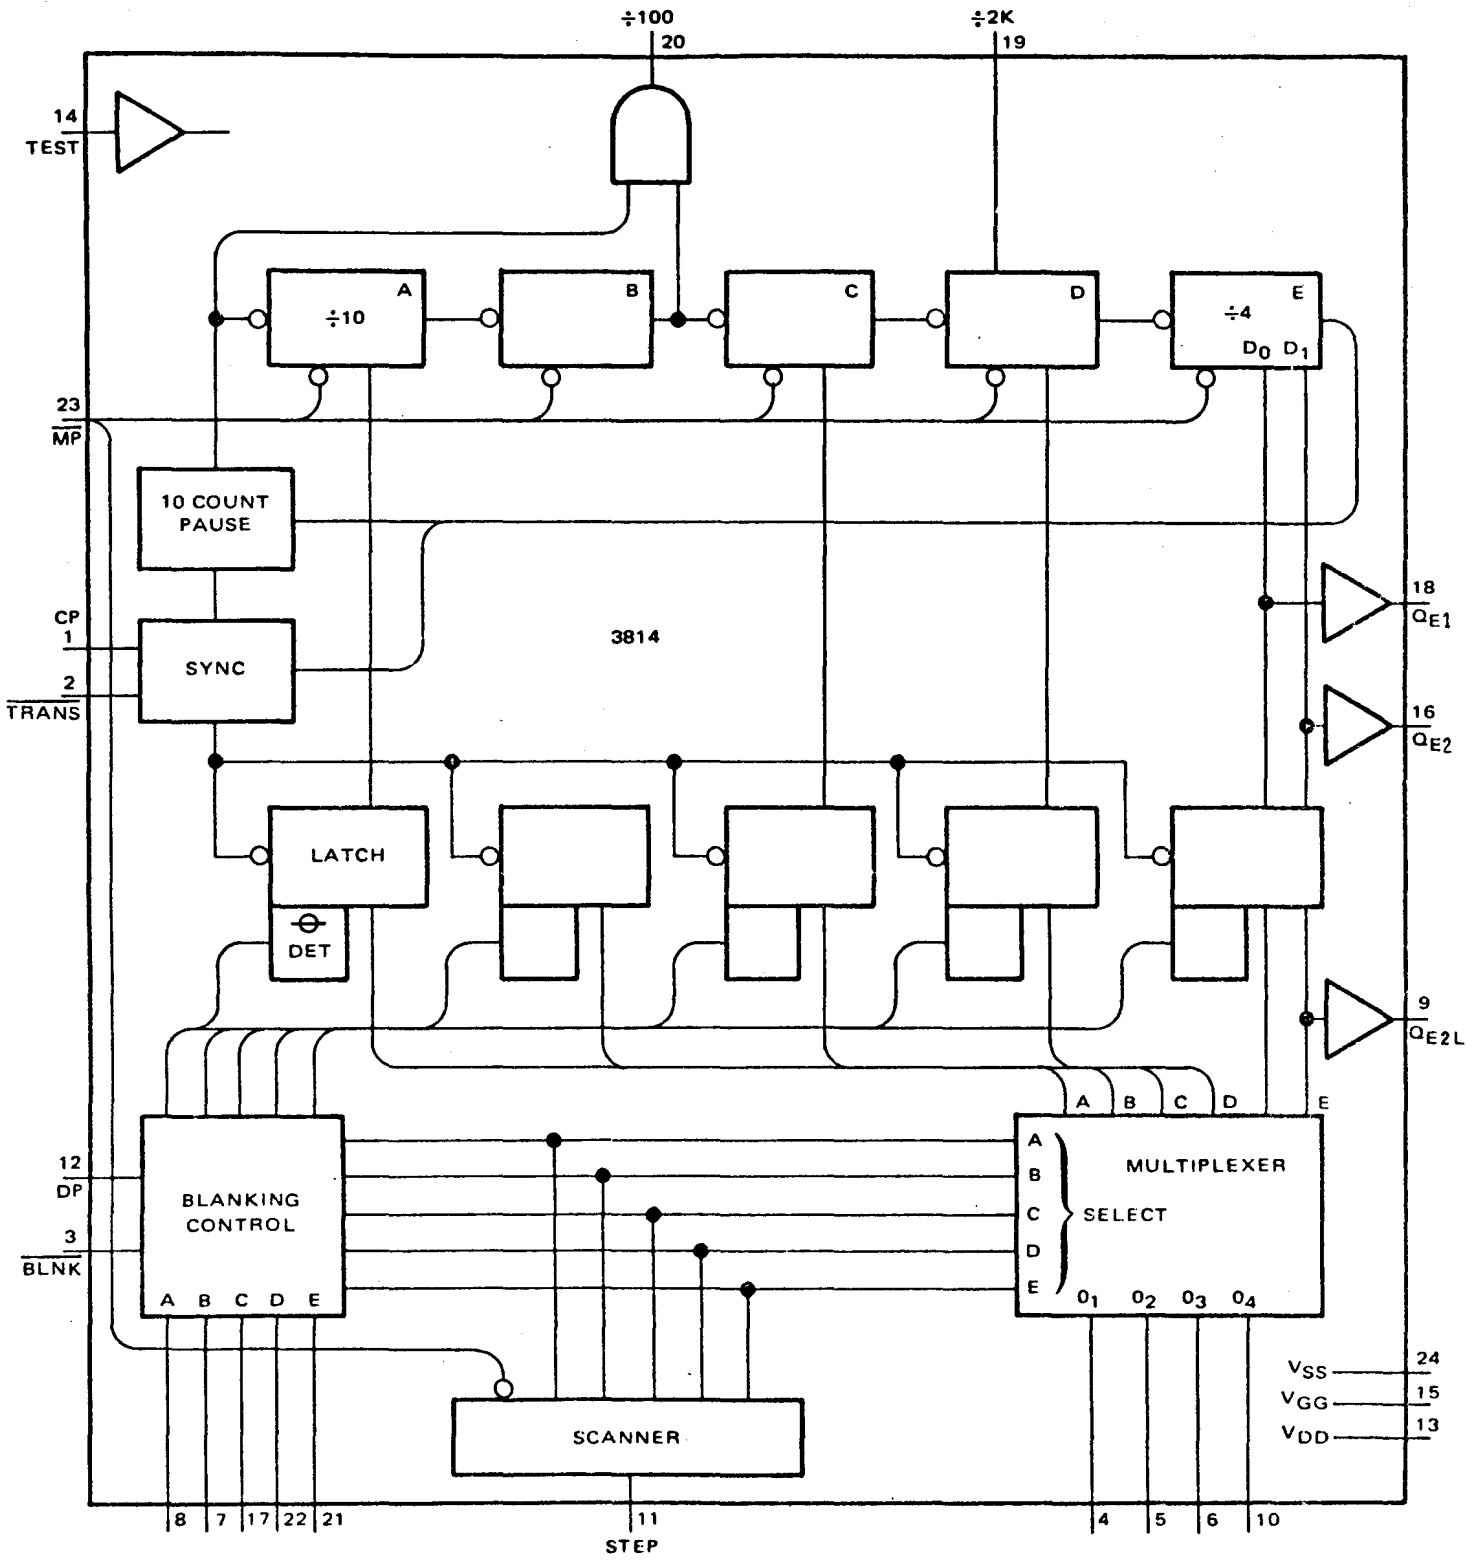 ÷100
÷2K
20
19
14
TEST
A
B
C
D
E
÷10
÷4
D0 D1
23
MP
10 COUNT
PAUSE
CP
1
2
TRANS
SYNC
3814
18
QE1
16
QE2
LATCH
DET
9
QE2L
A B C D E
12
DP
3
BLNK
BLANKING
CONTROL
A B C D E
A
B
C
D
E
SELECT
MULTIPLEXER
O1 O2 O3 O4
VSS 24
VGG 15
VDD 13
SCANNER
8 7 17 22 21
11
STEP
4 5 6 10